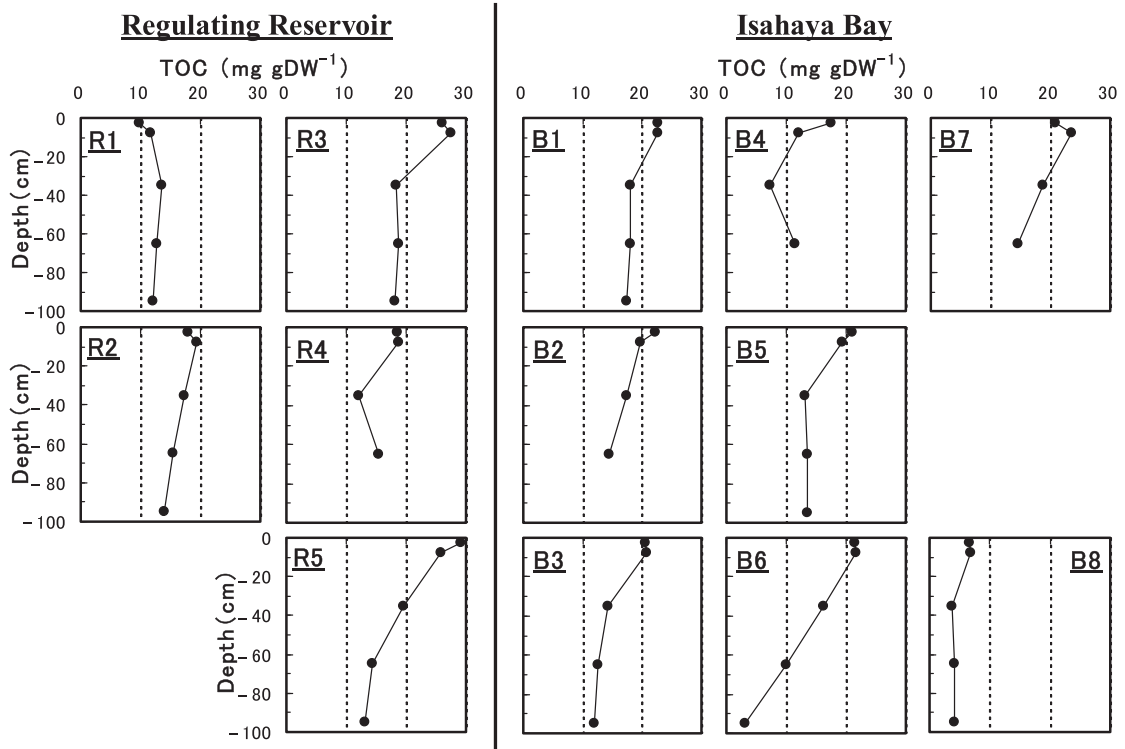 Regulating Reservoir
Isahaya Bay
TOC (mg gDW⁻¹)
TOC (mg gDW⁻¹)
0 10 20 30 0 10 20 30
0 10 20 30 0 10 20 30 0 10 20 30
R1
R3
B1
B4
B7
Depth(cm)
0
-20
-40
-60
-80
-100
R2
R4
B2
B5
Depth(cm)
0
-20
-40
-60
-80
-100
R5
B3
B6
B8
Depth(cm)
0
-20
-40
-60
-80
-100